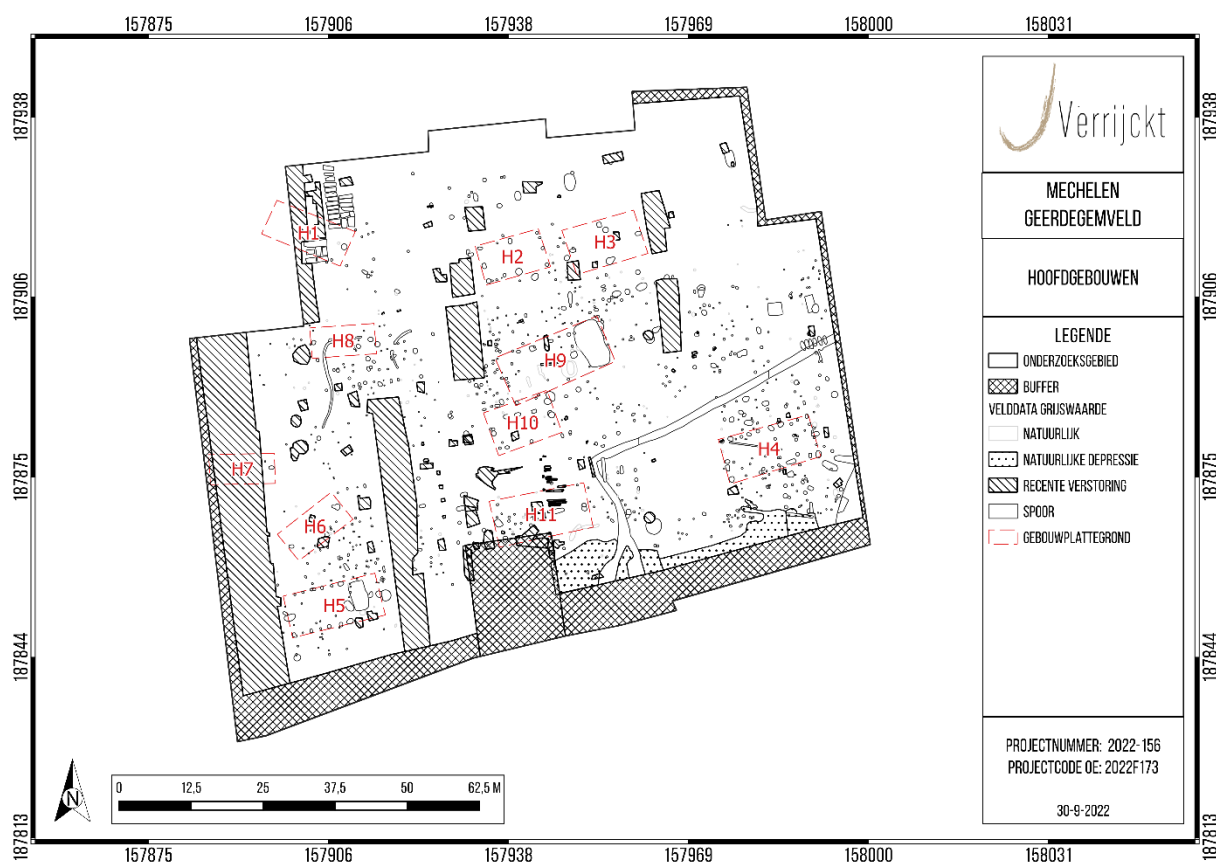 157875 157906 157938 157969 158000 158031
187938 187938
187906 187906
187875 187875
187844 187844
187813 187813
H1
H2
H3
H8
H9
H10
H4
H7
H11
H6
H5
0 12,5 25 37,5 50 62,5 M
N
157875 157906 157938 157969 158000 158031
Verrijckt
MECHELEN
GEERDEGEMVELD
HOOFDGEBOUWEN
LEGENDE
ONDERZOEKSGEBIED
BUFFER
VELDDATA GRIJSWAARDE
NATUURLIJK
NATUURLIJKE DEPRESSIE
RECENTE VERSTORING
SPOOR
GEBOUWPLATTEGROND
PROJECTNUMMER: 2022-156
PROJECTCODE OE: 2022F173
30-9-2022